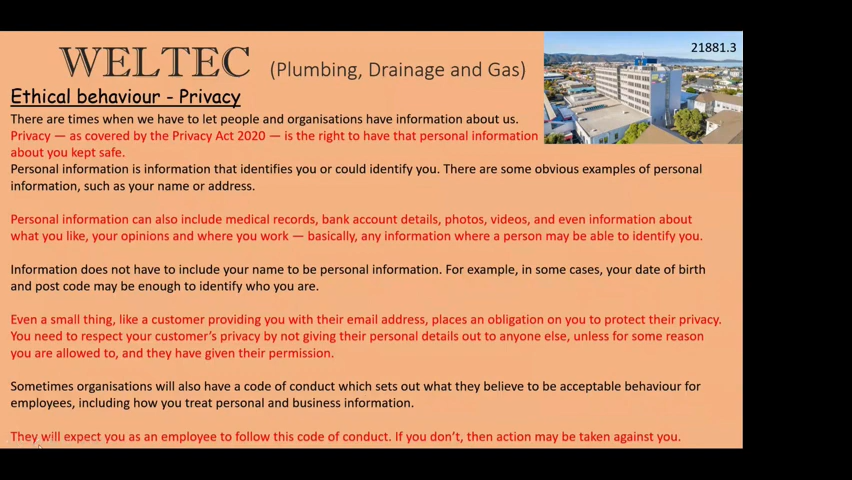 WELTEC (Plumbing, Drainage and Gas)
21881.3
Ethical behaviour - Privacy
There are times when we have to let people and organisations have information about us.
Privacy — as covered by the Privacy Act 2020 — is the right to have that personal information
about you kept safe.
Personal information is information that identifies you or could identify you. There are some obvious examples of personal
information, such as your name or address.
Personal information can also include medical records, bank account details, photos, videos, and even information about
what you like, your opinions and where you work — basically, any information where a person may be able to identify you.
Information does not have to include your name to be personal information. For example, in some cases, your date of birth
and post code may be enough to identify who you are.
Even a small thing, like a customer providing you with their email address, places an obligation on you to protect their privacy.
You need to respect your customer’s privacy by not giving their personal details out to anyone else, unless for some reason
you are allowed to, and they have given their permission.
Sometimes organisations will also have a code of conduct which sets out what they believe to be acceptable behaviour for
employees, including how you treat personal and business information.
They will expect you as an employee to follow this code of conduct. If you don’t, then action may be taken against you.